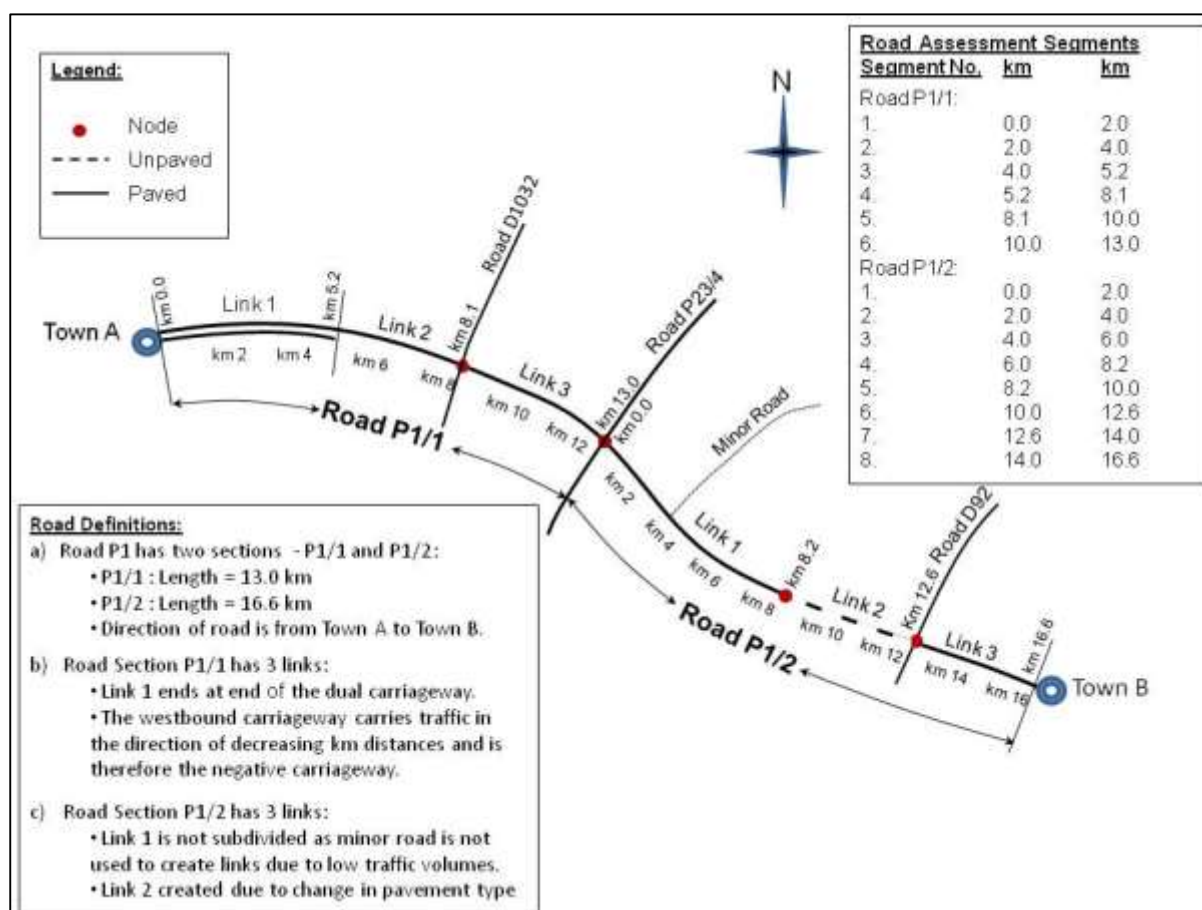 Legend:
Node
Unpaved
Paved
N
Road Assessment Segments
Segment No. km km
Road P1/1:
1. 0.0 2.0
2. 2.0 4.0
3. 4.0 5.2
4. 5.2 8.1
5. 8.1 10.0
6. 10.0 13.0
Road P1/2:
1. 0.0 2.0
2. 2.0 4.0
3. 4.0 6.0
4. 6.0 8.2
5. 8.2 10.0
6. 10.0 12.6
7. 12.6 14.0
8. 14.0 16.6
Town A
km 0.0
Link 1
km 5.2
km 2
km 4
Link 2
km 6
km 8
km 8.1
Road D1032
Link 3
km 10
km 12
km 13.0
km 0.0
Road P23/4
Road P1/1
Minor Road
km 2
km 4
km 6
km 8
Link 1
km 8.2
Link 2
km 10
km 12
Km 12.6
Road D92
Link 3
km 14
km 16
km 16.6
Town B
Road P1/2
Road Definitions:
a) Road P1 has two sections - P1/1 and P1/2:
• P1/1 : Length = 13.0 km
• P1/2 : Length = 16.6 km
• Direction of road is from Town A to Town B.
b) Road Section P1/1 has 3 links:
• Link 1 ends at end of the dual carriageway.
• The westbound carriageway carries traffic in
the direction of decreasing km distances and is
therefore the negative carriageway.
c) Road Section P1/2 has 3 links:
• Link 1 is not subdivided as minor road is not
used to create links due to low traffic volumes.
• Link 2 created due to change in pavement type